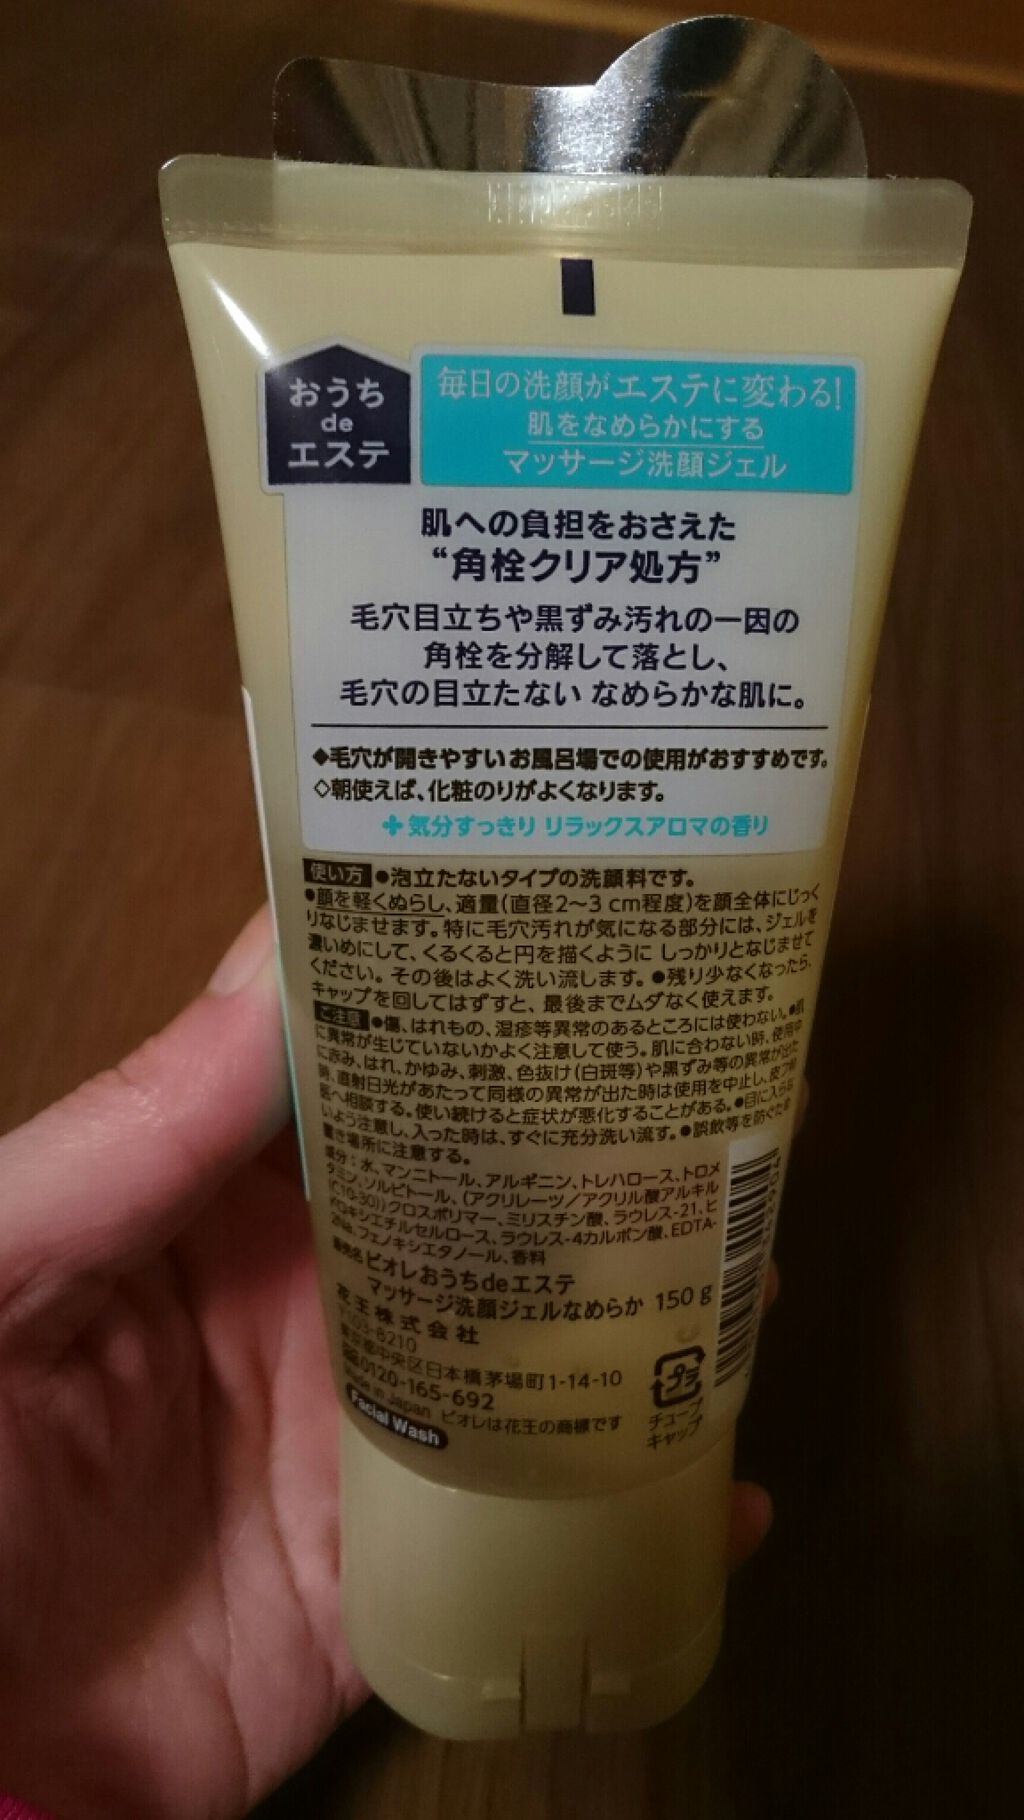 おうち
de
エステ
毎日の洗顔がエステに変わる!
肌をなめらかにする
マッサージ洗顔ジェル
肌への負担をおさえた
“角栓クリア処方”
毛穴目立ちや黒ずみ汚れの一因の
角栓を分解して落とし、
毛穴の目立たない なめらかな肌に。
◆毛穴が開きやすいお風呂場での使用がおすすめです。
◇朝使えば、化粧のりがよくなります。
+気分すっきり リラックスアロマの香り
使い方 ●泡立たないタイプの洗顔料です。
●顔を軽くぬらし、適量(直径2〜3 cm程度)を顔全体にじっく
りなじませます。特に毛穴汚れが気になる部分には、ジェルを
濃いめにして、くるくると円を描くように しっかりとなじませて
ください。その後はよく洗い流します。●残り少なくなったら、
キャップを回してはずすと、最後までムダなく使えます。
ご注意 ●傷、はれもの、湿疹等異常のあるところには使わない。●肌
に異常が生じていないかよく注意して使う。肌に合わない時、使用中
に赤み、はれ、かゆみ、刺激、色抜け(白斑等)や黒ずみ等の異常が出た
時、直射日光があたって同様の異常が出た時は使用を中止し、皮フ科
医へ相談する。使い続けると症状が悪化することがある。●目に入らな
いよう注意し、入った時は、すぐに充分洗い流す。●誤飲等を防ぐため
置き場所に注意する。
成分:水、マンニトール、アルギニン、トレハロース、トロメ
タミン、ソルビトール、(アクリレーツ/アクリル酸アルキル
(C10-30))クロスポリマー、ミリスチン酸、ラウレス-21、ヒ
ドロキシエチルセルロース、ラウレス-4カルボン酸、EDTA-
2Na、フェノキシエタノール、香料
販売名 ビオレおうちdeエステ
マッサージ洗顔ジェルなめらか 150 g
花王株式会社
〒103-8210
東京都中央区日本橋茅場町1-14-10
0120-165-692
Made in Japan ビオレは花王の商標です
Facial Wash
プラ
チューブ
キャップ